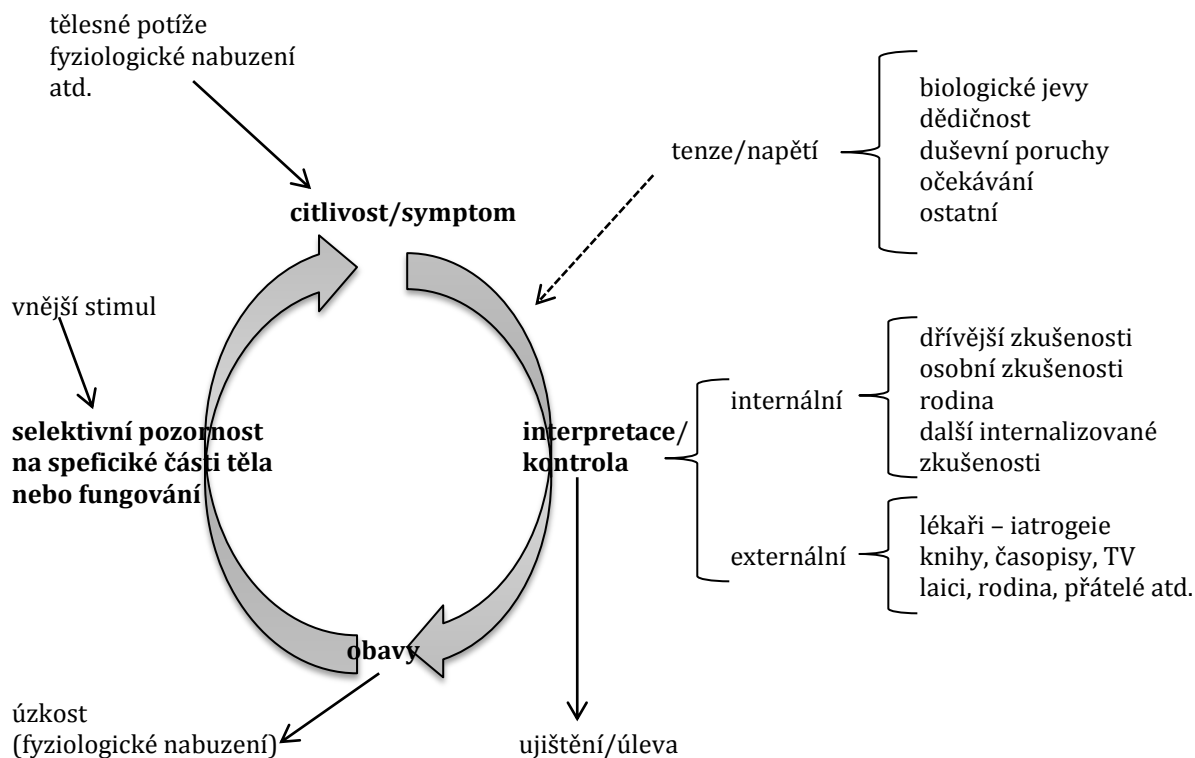 tělesné potíže
fyziologické nabuzení
atd.
tenze/napětí
biologické jevy
dědičnost
duševní poruchy
očekávání
ostatní
citlivost/symptom
vnější stimul
selektivní pozornost
na speficiké části těla
nebo fungování
interpretace/
kontrola
internální
dřívější zkušenosti
osobní zkušenosti
rodina
další internalizované
zkušenosti
externální
lékaři – iatrogeie
knihy, časopisy, TV
laici, rodina, přátelé atd.
obavy
úzkost
(fyziologické nabuzení)
ujištění/úleva